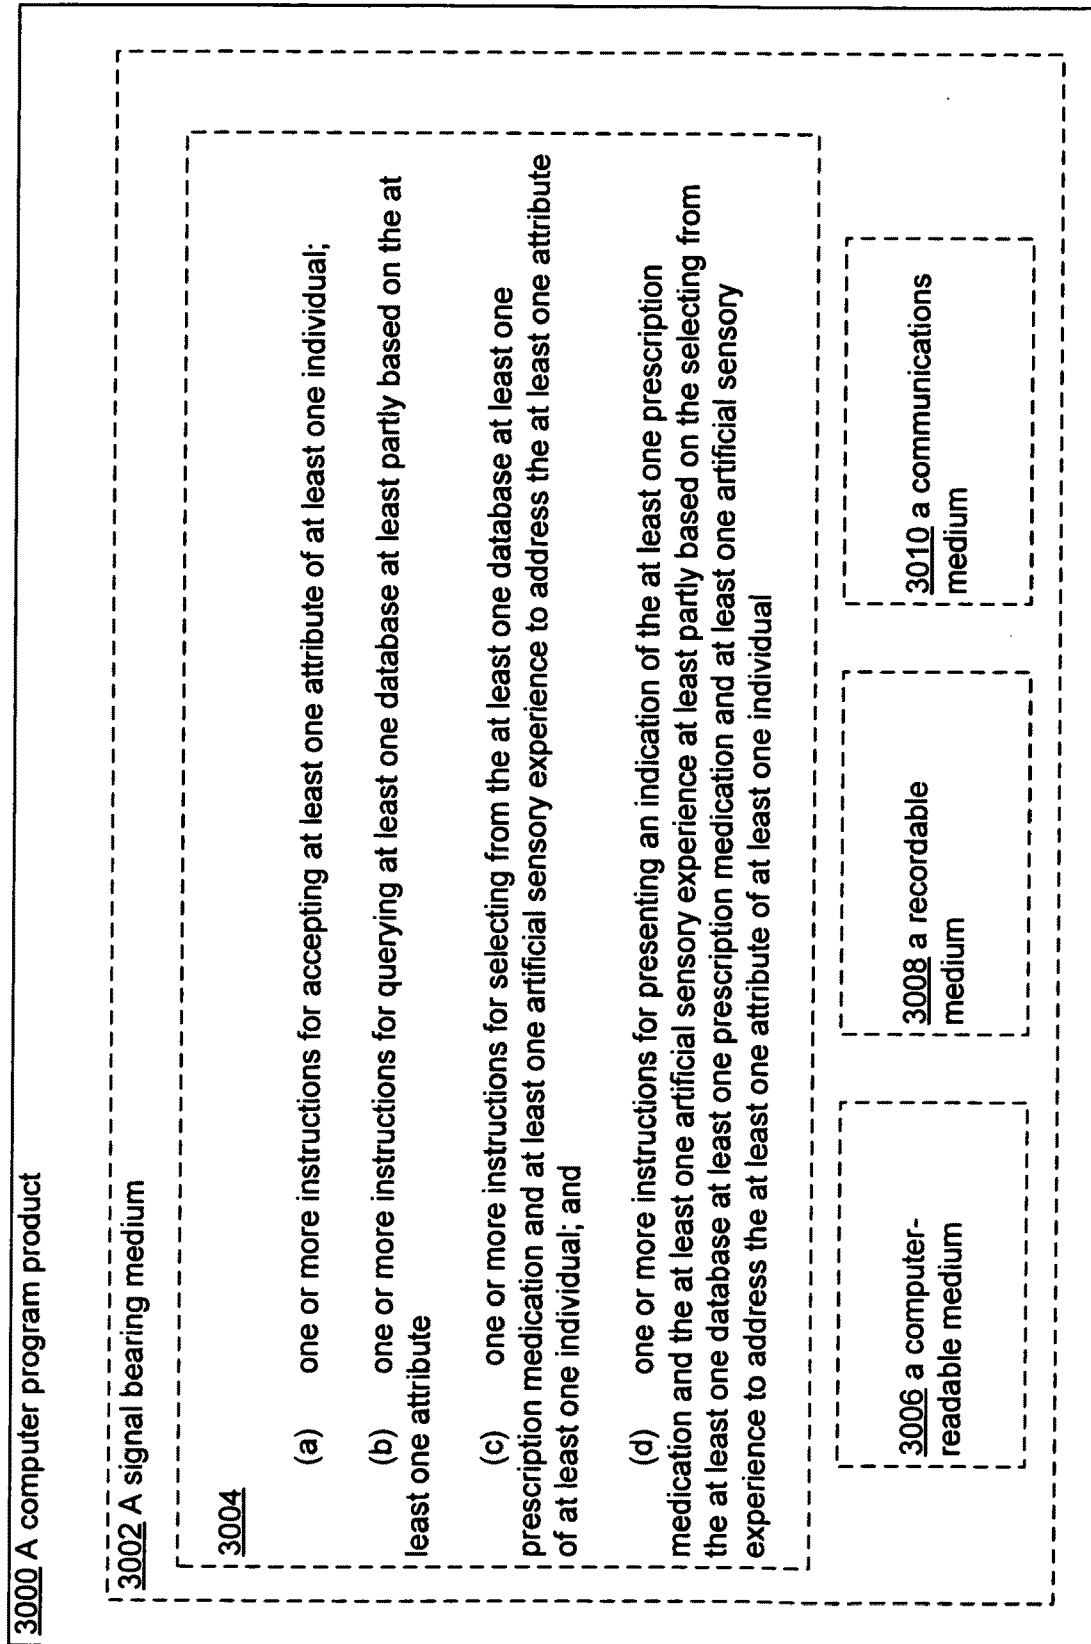 3000 A computer program product
3002 A signal bearing medium
3004
(a) one or more instructions for accepting at least one attribute of at least one individual;
(b) one or more instructions for querying at least one database at least partly based on the at
least one attribute
(c) one or more instructions for selecting from the at least one database at least one
prescription medication and at least one artificial sensory experience to address the at least one attribute
of at least one individual; and
(d) one or more instructions for presenting an indication of the at least one prescription
medication and the at least one artificial sensory experience at least partly based on the selecting from
the at least one database at least one prescription medication and at least one artificial sensory
experience to address the at least one attribute of at least one individual
3006 a computer-
readable medium
3008 a recordable
medium
3010 a communications
medium